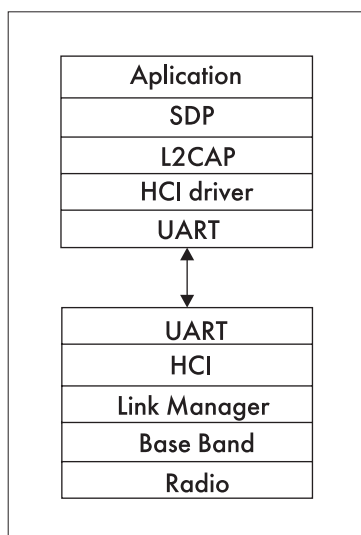 Aplication
SDP
L2CAP
HCI driver
UART
UART
HCI
Link Manager
Base Band
Radio